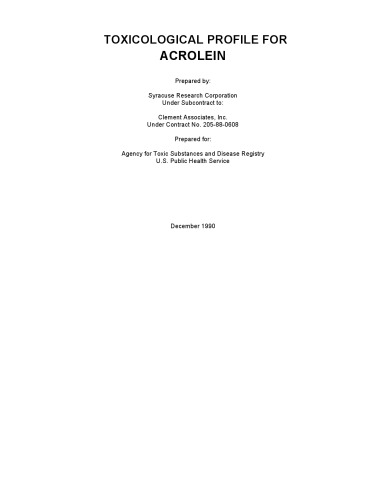 TOXICOLOGICAL PROFILE FOR
ACROLEIN
Prepared by:
Syracuse Research Corporation
Under Subcontract to:
Clement Associates, Inc.
Under Contract No. 205-88-0608
Prepared for:
Agency for Toxic Substances and Disease Registry
U.S. Public Health Service
December 1990